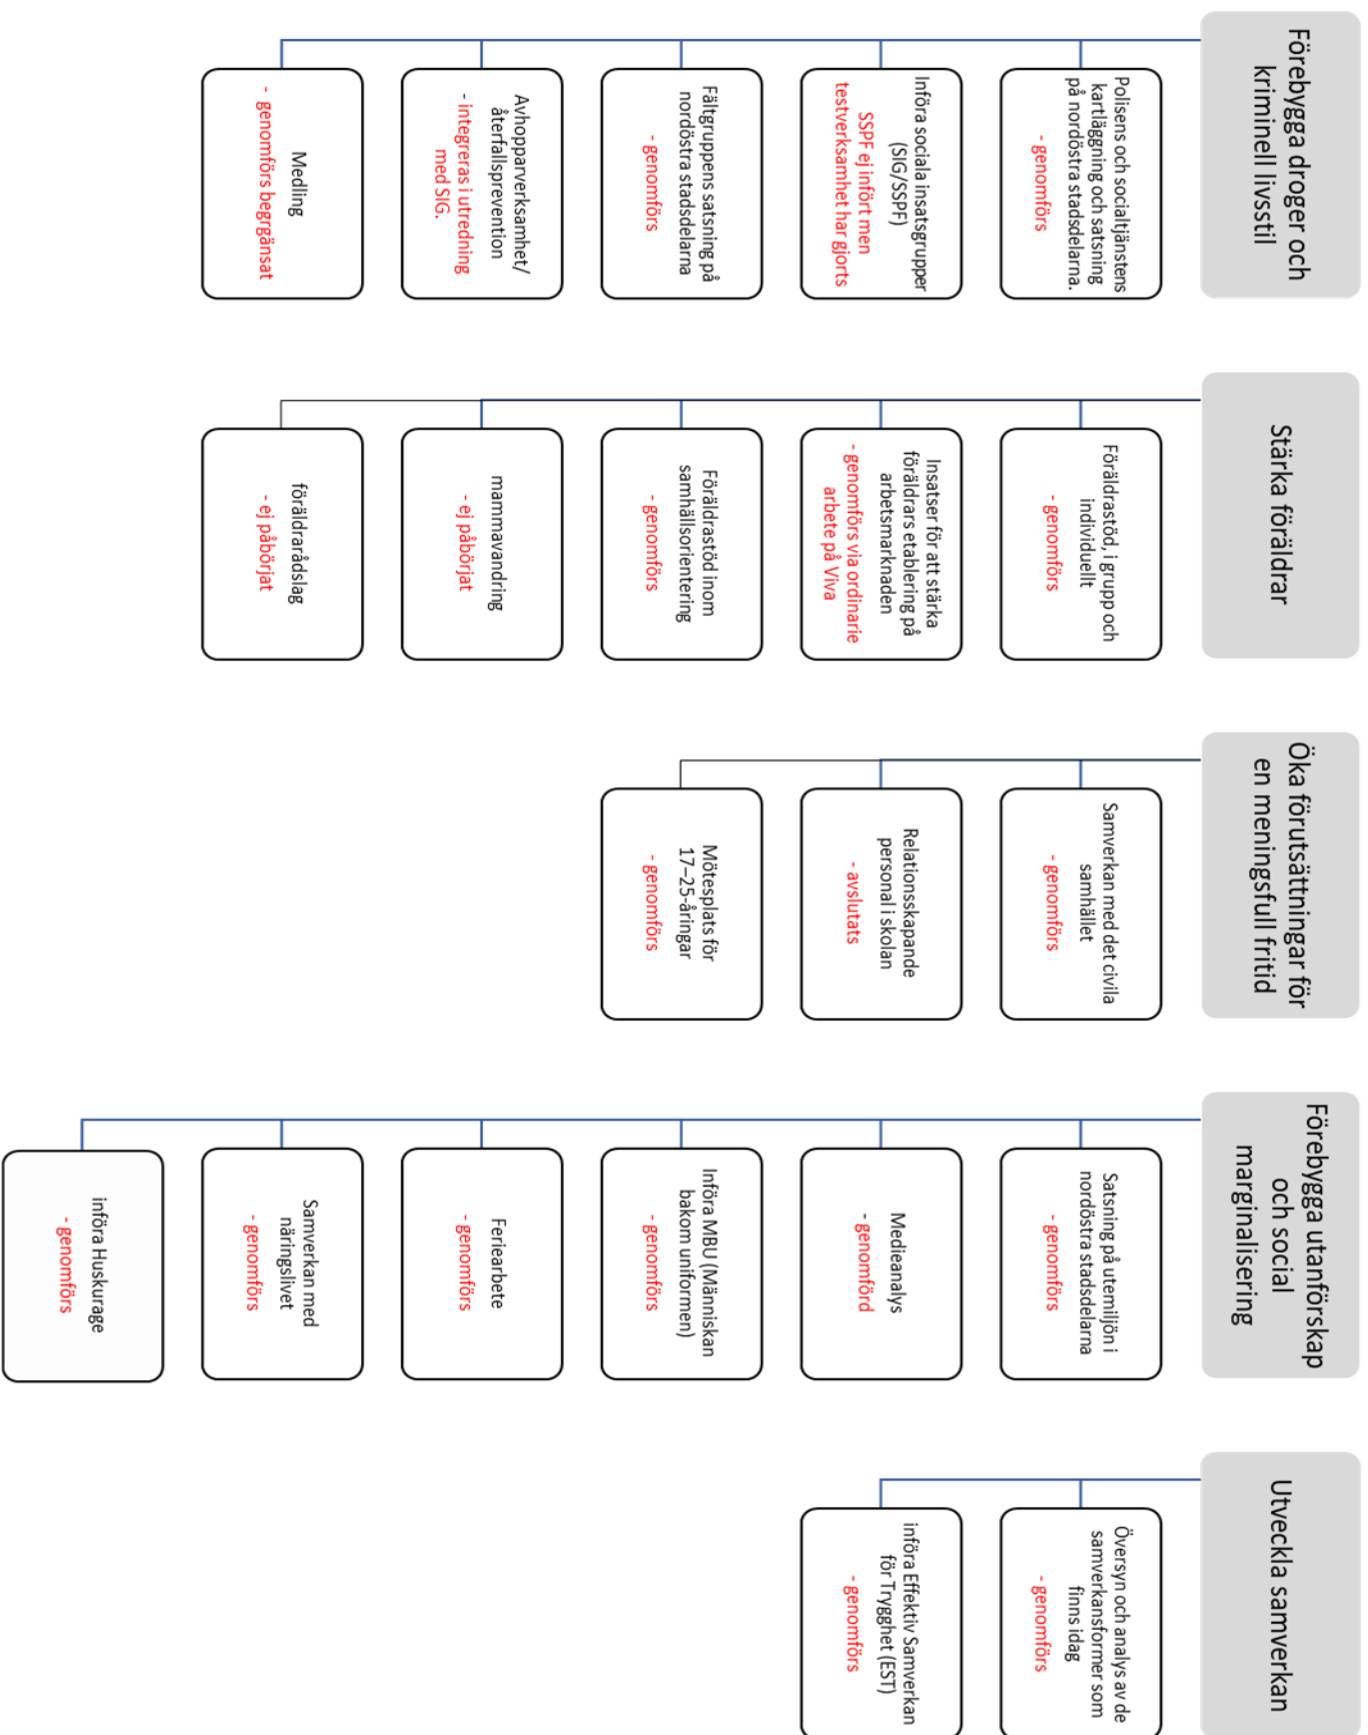 Förebygga droger och
kriminell livsstil
Polisens och socialtjänstens
kartläggning och satsning
på nordöstra stadsdelarna.
- genomförs
Införa sociala insatsgrupper
(SIG/SSPF)
SSPF ej infört men
testverksamhet har gjorts
Fältgruppens satsning på
nordöstra stadsdelarna
- genomförs
Avhopparverksamhet/
återfallsprevention
- integreras i utredning
med SIG.
Medling
- genomförs begrgänsat
Stärka föräldrar
Föräldrastöd, i grupp och
individuellt
- genomförs
Insatser för att stärka
föräldrars etablering på
arbetsmarknaden
- genomförs via ordinarie
arbete på Viva
Föräldrastöd inom
samhällsorientering
- genomförs
mammavandring
- ej påbörjat
föräldrarådslag
- ej påbörjat
Öka förutsättningar för
en meningsfull fritid
Samverkan med det civila
samhället
- genomförs
Relationsskapande
personal i skolan
- avslutats
Mötesplats för
17–25-åringar
- genomförs
Förebygga utanförskap
och social
marginalisering
Satsning på utemiljön i
nordöstra stadsdelarna
- genomförs
Medieanalys
- genomförd
Införa MBU (Människan
bakom uniformen)
- genomförs
Feriearbete
- genomförs
Samverkan med
näringslivet
- genomförs
införa Huskurage
- genomförs
Utveckla samverkan
Översyn och analys av de
samverkansformer som
finns idag
- genomförs
införa Effektiv Samverkan
för Trygghet (EST)
- genomförs